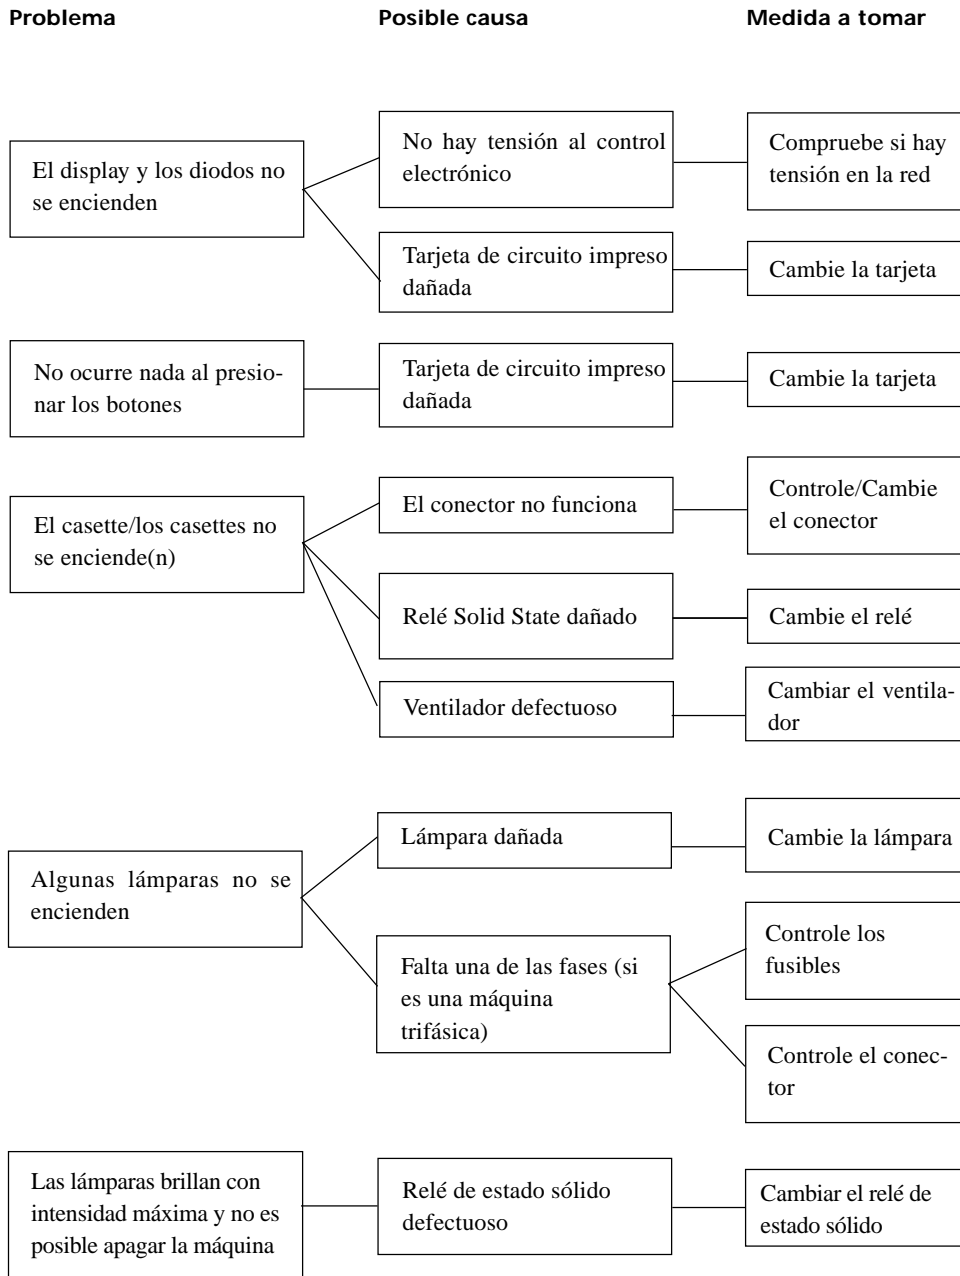 Problema
Posible causa
Medida a tomar
El display y los diodos no
se encienden
No hay tensión al control
electrónico
Compruebe si hay
tensión en la red
Tarjeta de circuito impreso
dañada
Cambie la tarjeta
No ocurre nada al presio-
nar los botones
Tarjeta de circuito impreso
dañada
Cambie la tarjeta
El casette/los casettes no
se enciende(n)
El conector no funciona
Controle/Cambie
el conector
Relé Solid State dañado
Cambie el relé
Ventilador defectuoso
Cambiar el ventila-
dor
Algunas lámparas no se
encienden
Lámpara dañada
Cambie la lámpara
Falta una de las fases (si
es una máquina
trifásica)
Controle los
fusibles
Controle el conec-
tor
Las lámparas brillan con
intensidad máxima y no es
posible apagar la máquina
Relé de estado sólido
defectuoso
Cambiar el relé de
estado sólido